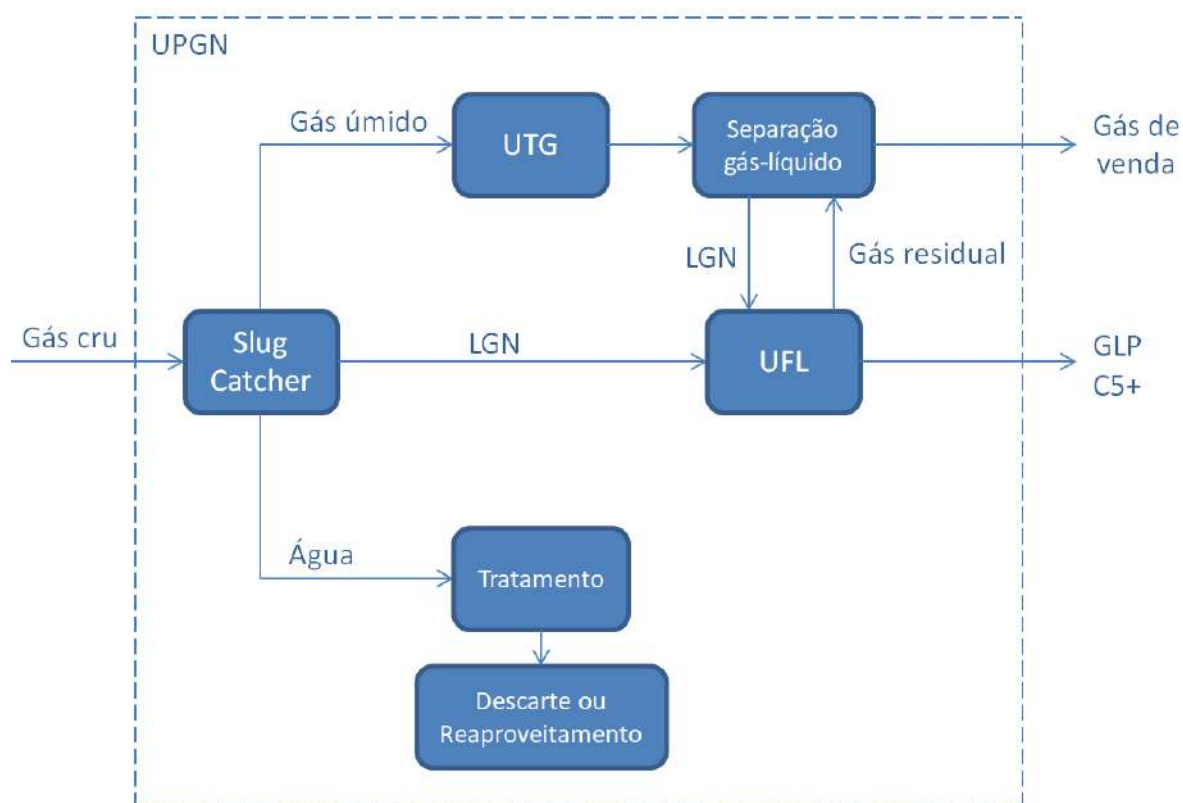 UPGN
Gás úmido
UTG
Separação
gás-líquido
Gás de
venda
LGN
Gás residual
Gás cru
Slug
Catcher
LGN
UFL
GLP
C5+
Água
Tratamento
Descarte ou
Reaproveitamento